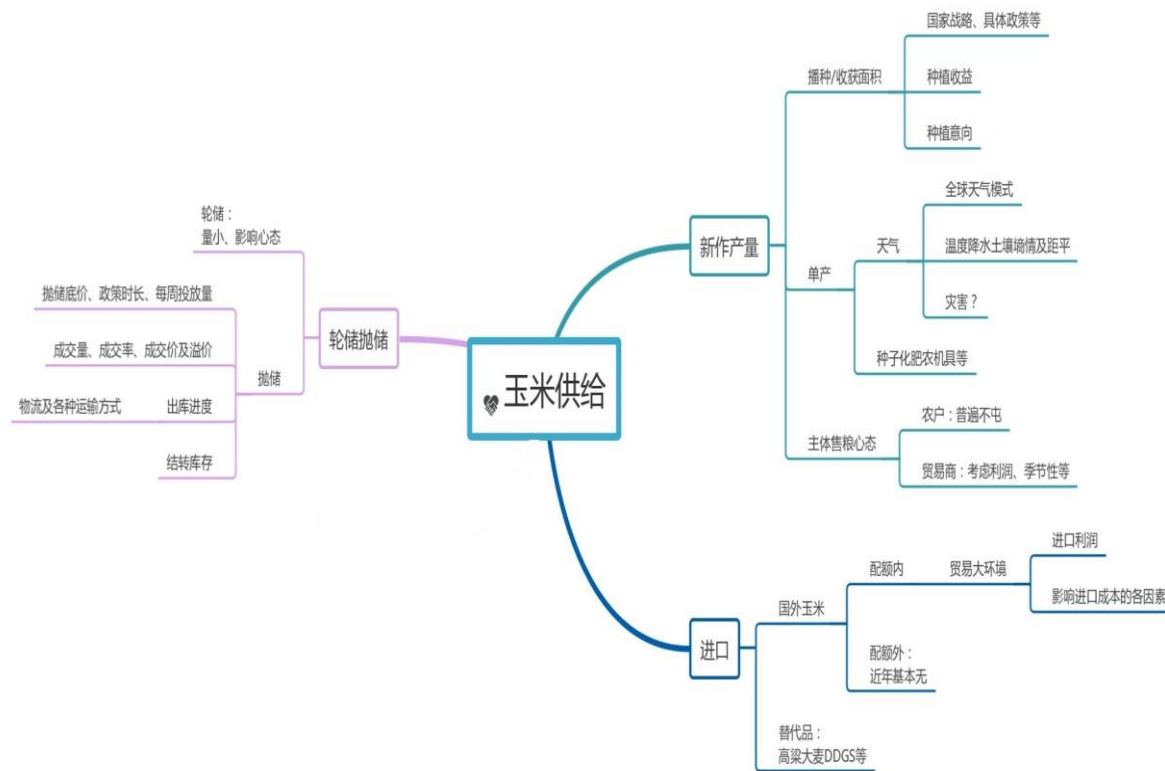 玉米供给
新作产量
播种/收获面积
国家战略、具体政策等
种植收益
种植意向
单产
天气
全球天气模式
温度降水土壤墒情及距平
灾害？
种子化肥农机具等
主体售粮心态
农户：普遍不屯
贸易商：考虑利润、季节性等
进口
国外玉米
配额内
贸易大环境
进口利润
影响进口成本的各因素
配额外：
近年基本无
替代品：
高粱大麦DDGS等
轮储抛储
轮储：
量小、影响心态
抛储
抛储底价、政策时长、每周投放量
成交量、成交率、成交价及溢价
出库进度
物流及各种运输方式
结转库存